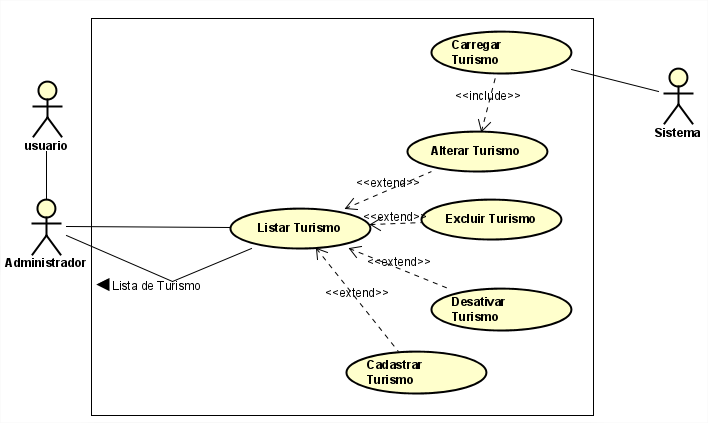 Carregar
Turismo
<<include>>
Sistema
usuario
Alterar Turismo
<<extend>>
<<extend>>
Excluir Turismo
Listar Turismo
Administrador
<<extend>>
Lista de Turismo
<<extend>>
Desativar
Turismo
Cadastrar
Turismo